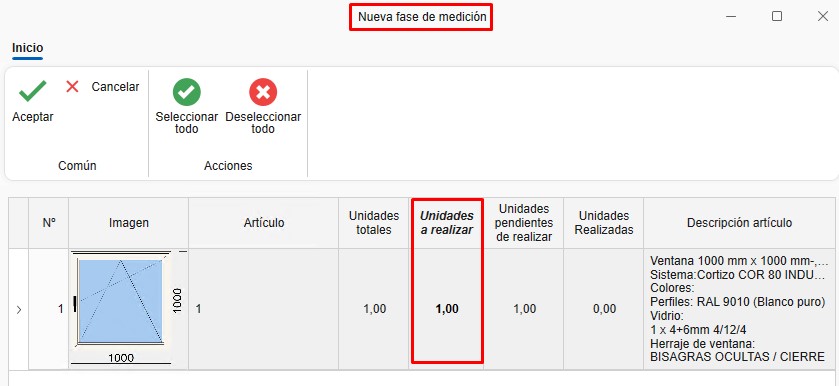 Nueva fase de medición
Inicio
Aceptar
Cancelar
Común
Seleccionar
todo
Deseleccionar
todo
Acciones
Nº
Imagen
Artículo
Unidades
totales
Unidades
a realizar
Unidades
pendientes
de realizar
Unidades
Realizadas
Descripción artículo
1
1000
1000
1
1,00
1,00
1,00
0,00
Ventana 1000 mm x 1000 mm-,...
Sistema:Cortizo COR 80 INDU...
Colores:
Perfiles: RAL 9010 (Blanco puro)
Vidrio:
1 x 4+6mm 4/12/4
Herraje de ventana:
BISAGRAS OCULTAS / CIERRE